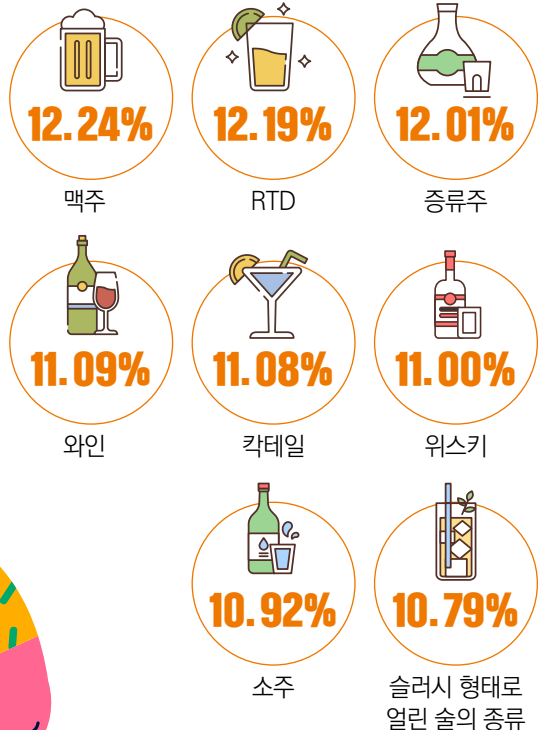 12.24% 12.19% 12.01%
맥주 RTD 증류주
11.09% 11.08% 11.00%
와인 칵테일 위스키
10.92% 10.79%
소주 슬러시 형태로
얼린 술의 종류